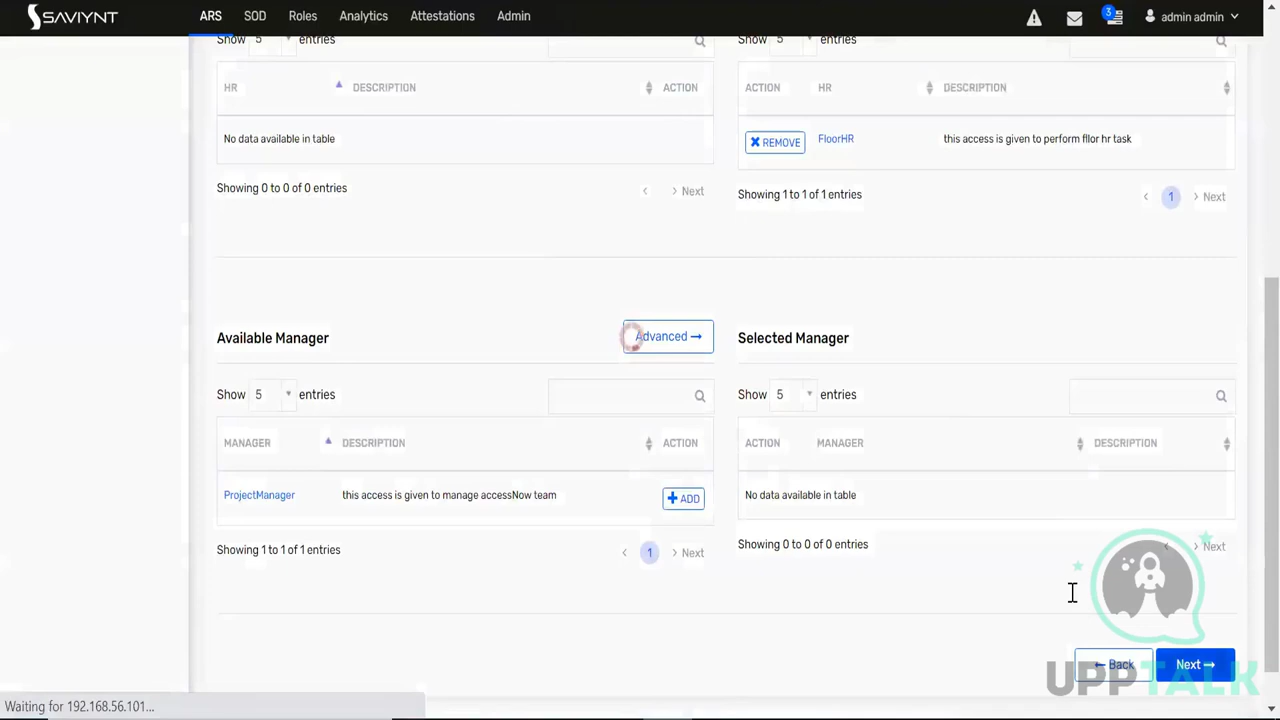 SAVIYNT ARS SOD Roles Analytics Attestations Admin 3 admin admin
Show 5 entries Show 5 entries
HR DESCRIPTION ACTION ACTION HR DESCRIPTION
No data available in table REMOVE FloorHR this access is given to perform fllor hr task
Showing 0 to 0 of 0 entries Next Showing 1 to 1 of 1 entries 1 Next
Available Manager Advanced Selected Manager
Show 5 entries Show 5 entries
MANAGER DESCRIPTION ACTION ACTION MANAGER DESCRIPTION
ProjectManager this access is given to manage accessNow team ADD No data available in table
Showing 1 to 1 of 1 entries 1 Next Showing 0 to 0 of 0 entries Next
Back Next
UPPTALK
Waiting for 192.168.56.101...